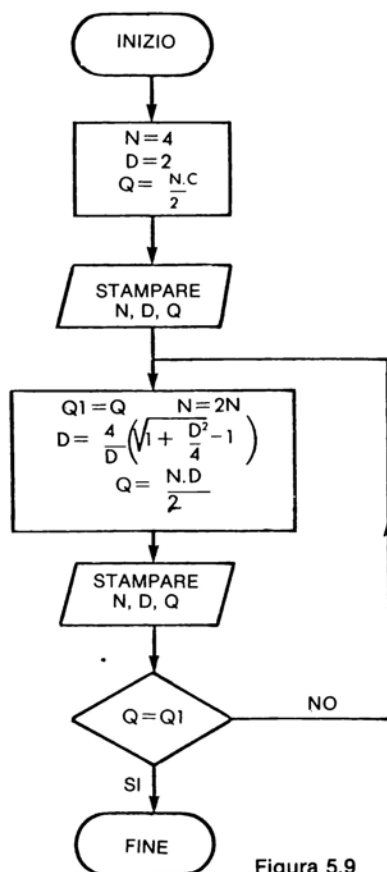 INIZIO
N=4
D=2
Q= N.C/2
STAMPARE
N, D, Q
Q1=Q N=2N
D= 4/D (√1+ D²/4 -1)
Q= N.D/2
STAMPARE
N, D, Q
Q=Q1
NO
SI
FINE
Figura 5.9